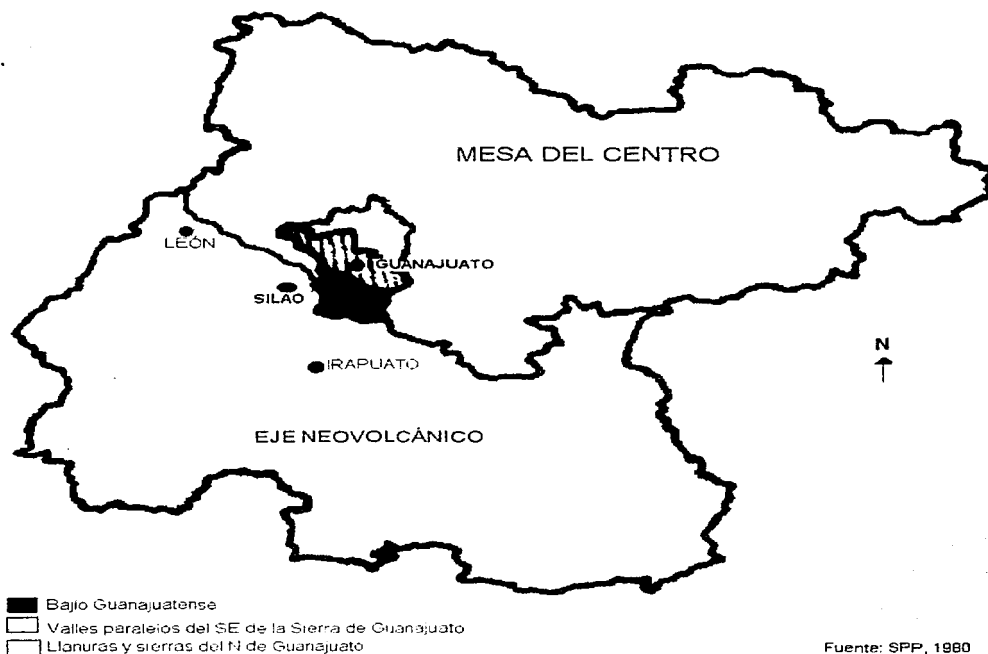 MESA DEL CENTRO
LEÓN
GUANAJUATO
SILAO
N
IRAPUATO
EJE NEOVOLCÁNICO
Bajío Guanajuatense
Valles paralelos del SE de la Sierra de Guanajuato
Llanuras y sierras del N de Guanajuato
Fuente: SPP, 1980